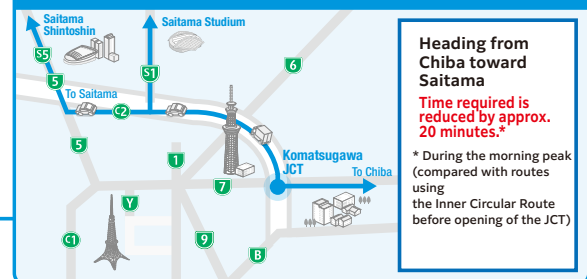 Saitama
Shintoshin
Saitama Studium
S5
5
S1
6
To Saitama
C2
5
1
Komatsugawa
JCT
To Chiba
7
Y
C1
9
B
Heading from
Chiba toward
Saitama
Time required is
reduced by approx.
20 minutes.*
* During the morning peak
(compared with routes
using
the Inner Circular Route
before opening of the JCT)